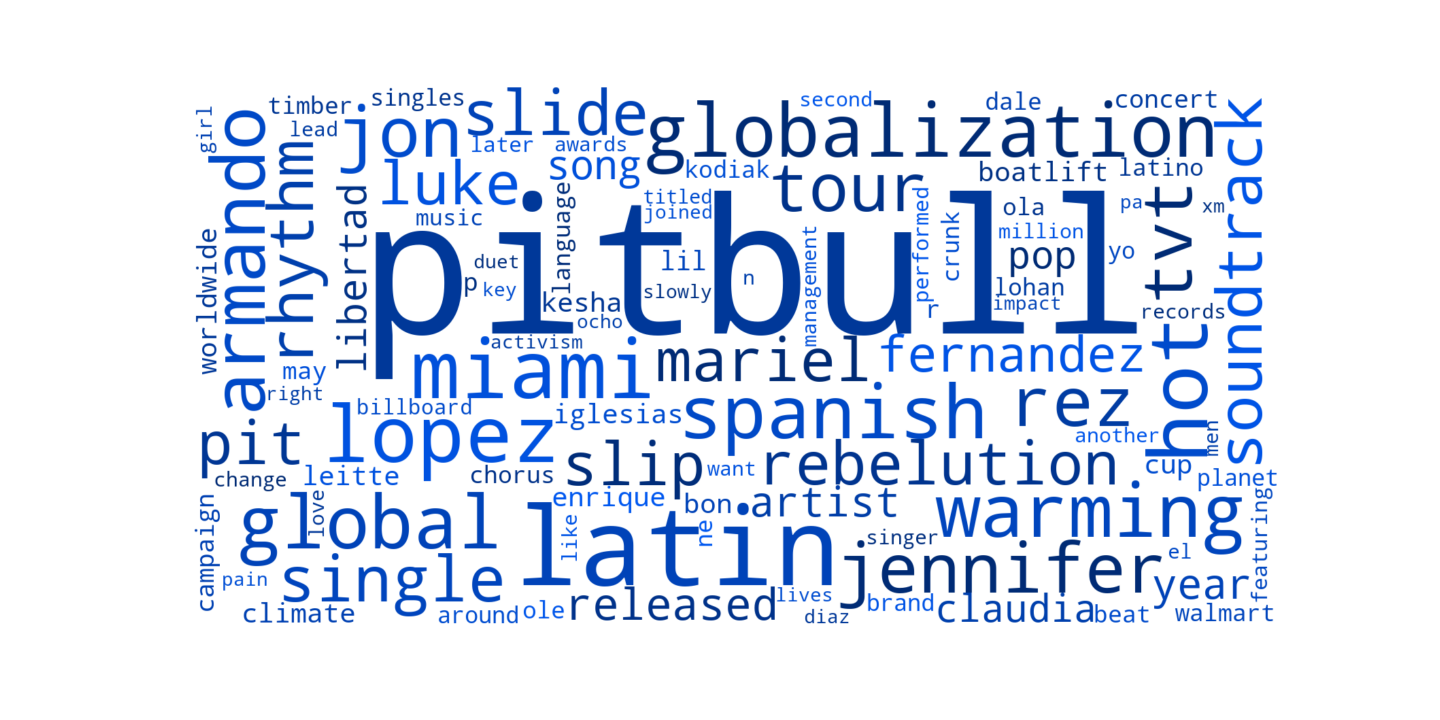 girl
timber
singles
slide
second
dale
concert
lead
jon
later
awards
globalization
armando
rhythm
luke
song
kodiak
tour
boatlift
latino
soundtrack
libertad
music
language
titled
joined
performed
crunk
ola
million
pa
xm
tvt
worldwide
pitbull
p
duet
key
lil
slowly
n
management
r
pop
lohan
impact
yo
records
kesha
ocho
activism
may
right
miami
mariel
fernandez
hot
billboard
lopez
iglesias
spanish
rez
another
men
pit
change
leitte
chorus
slip
want
rebelution
cup
planet
campaign
global
love
enrique
like
bon
ne
artist
warming
featuring
latin
singer
jennifer
el
pain
single
year
climate
around
ole
released
lives
diaz
brand
claudia
beat
walmart